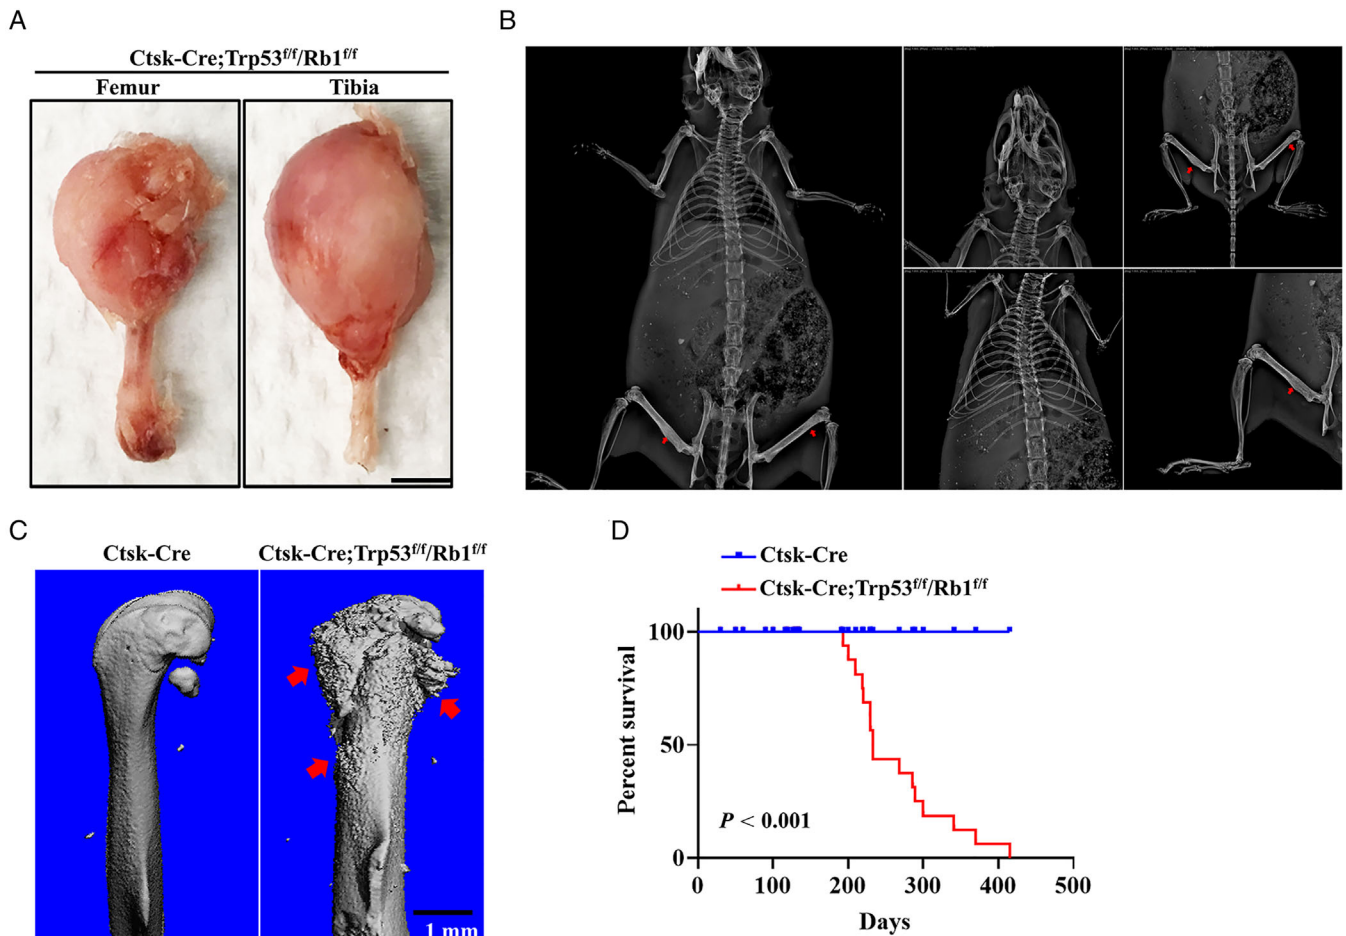 A
Ctsk-Cre;Trp53f/f/Rb1f/f
Femur
Tibia
B
C
Ctsk-Cre
Ctsk-Cre;Trp53f/f/Rb1f/f
1 mm
D
Ctsk-Cre
Ctsk-Cre;Trp53f/f/Rb1f/f
Percent survival
100
50
0
P < 0.001
0 100 200 300 400 500
Days